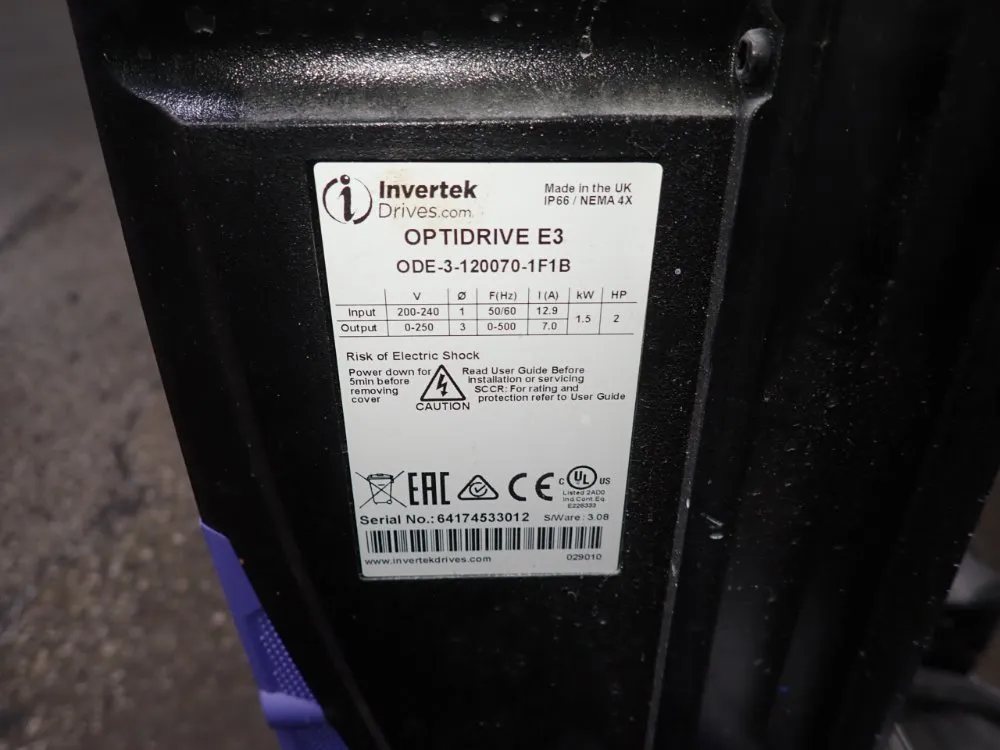 Invertek
Drives.com
Made in the UK
IP66 / NEMA 4X
OPTIDRIVE E3
ODE-3-120070-1F1B
V Ø F(Hz) I (A) kW HP
Input 200-240 1 50/60 12.9 1.5 2
Output 0-250 3 0-500 7.0
Risk of Electric Shock
Power down for
5min before
removing
cover
CAUTION
Read User Guide Before
installation or servicing
SCCR: For rating and
protection refer to User Guide
EAC CE
C UL US
Listed 2AD0
Ind.Cont.Eq.
E226333
Serial No.: 64174533012 S/Ware: 3.08
www.invertekdrives.com 029010